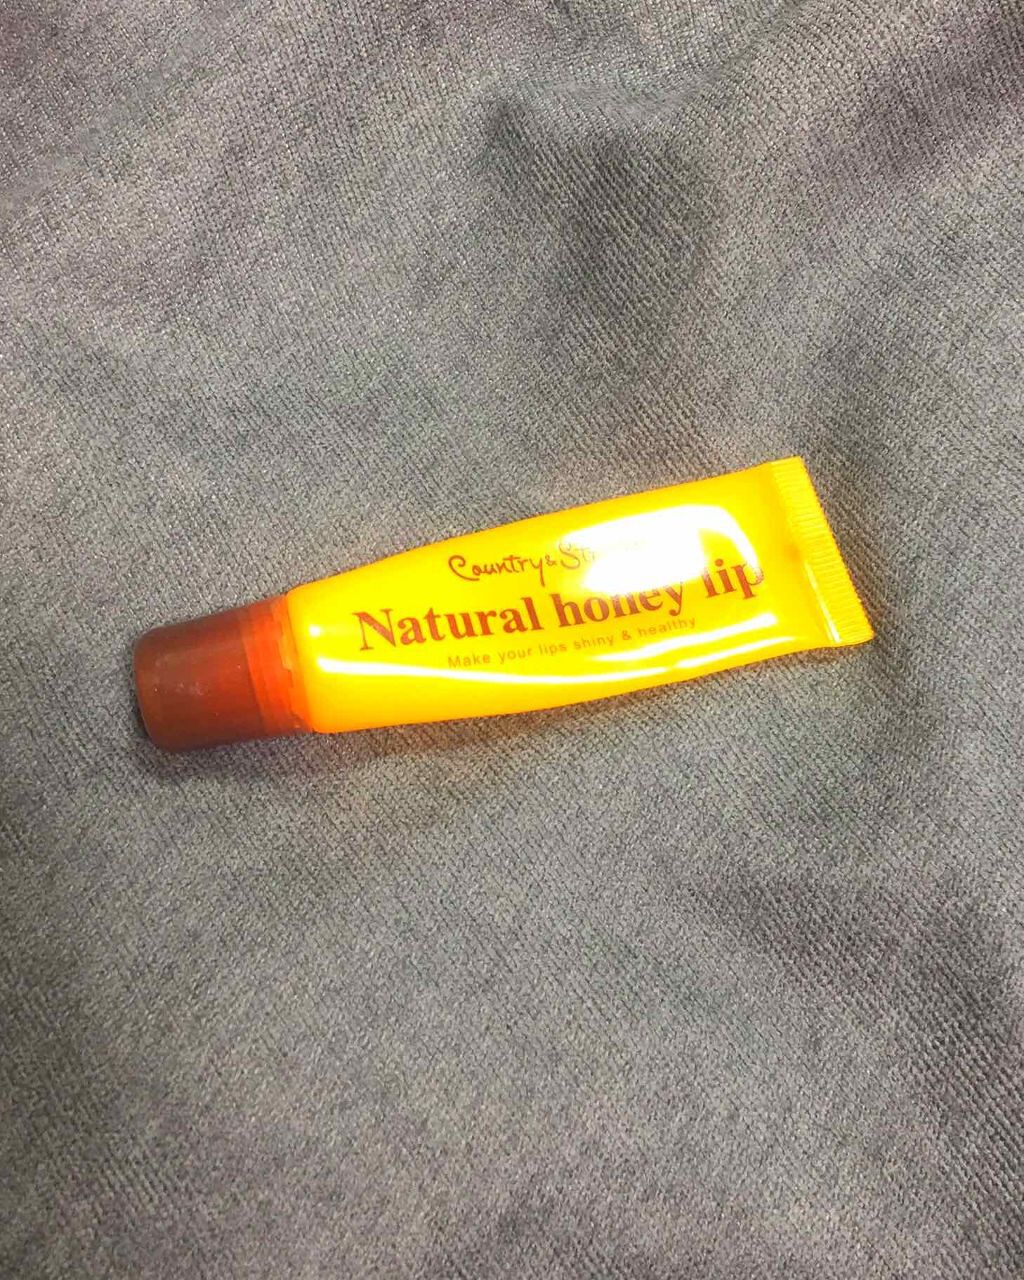 Country &
Natural honey lip
Make your lips shiny & healthy